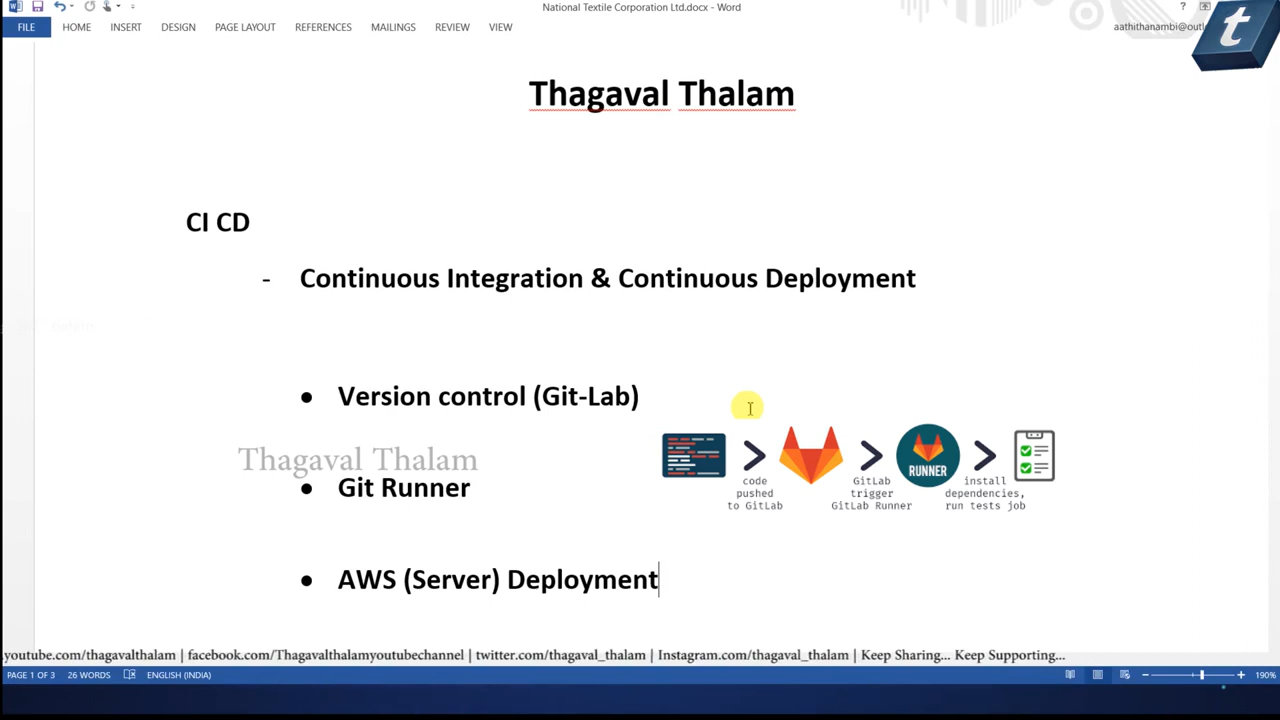 National Textile Corporation Ltd.docx - Word
?
FILE HOME INSERT DESIGN PAGE LAYOUT REFERENCES MAILINGS REVIEW VIEW
t
Thagaval Thalam
CI CD
- Continuous Integration & Continuous Deployment
• Version control (Git-Lab)
Thagaval Thalam
• Git Runner
RUNNER
code
pushed
to GitLab
GitLab
trigger
GitLab Runner
install
dependencies,
run tests job
• AWS (Server) Deployment
youtube.com/thagavalthalam | facebook.com/Thagavalthalamyoutubechannel | twitter.com/thagaval_thalam | Instagram.com/thagaval_thalam | Keep Sharing... Keep Supporting...
PAGE 1 OF 3 26 WORDS ENGLISH (INDIA) 190%